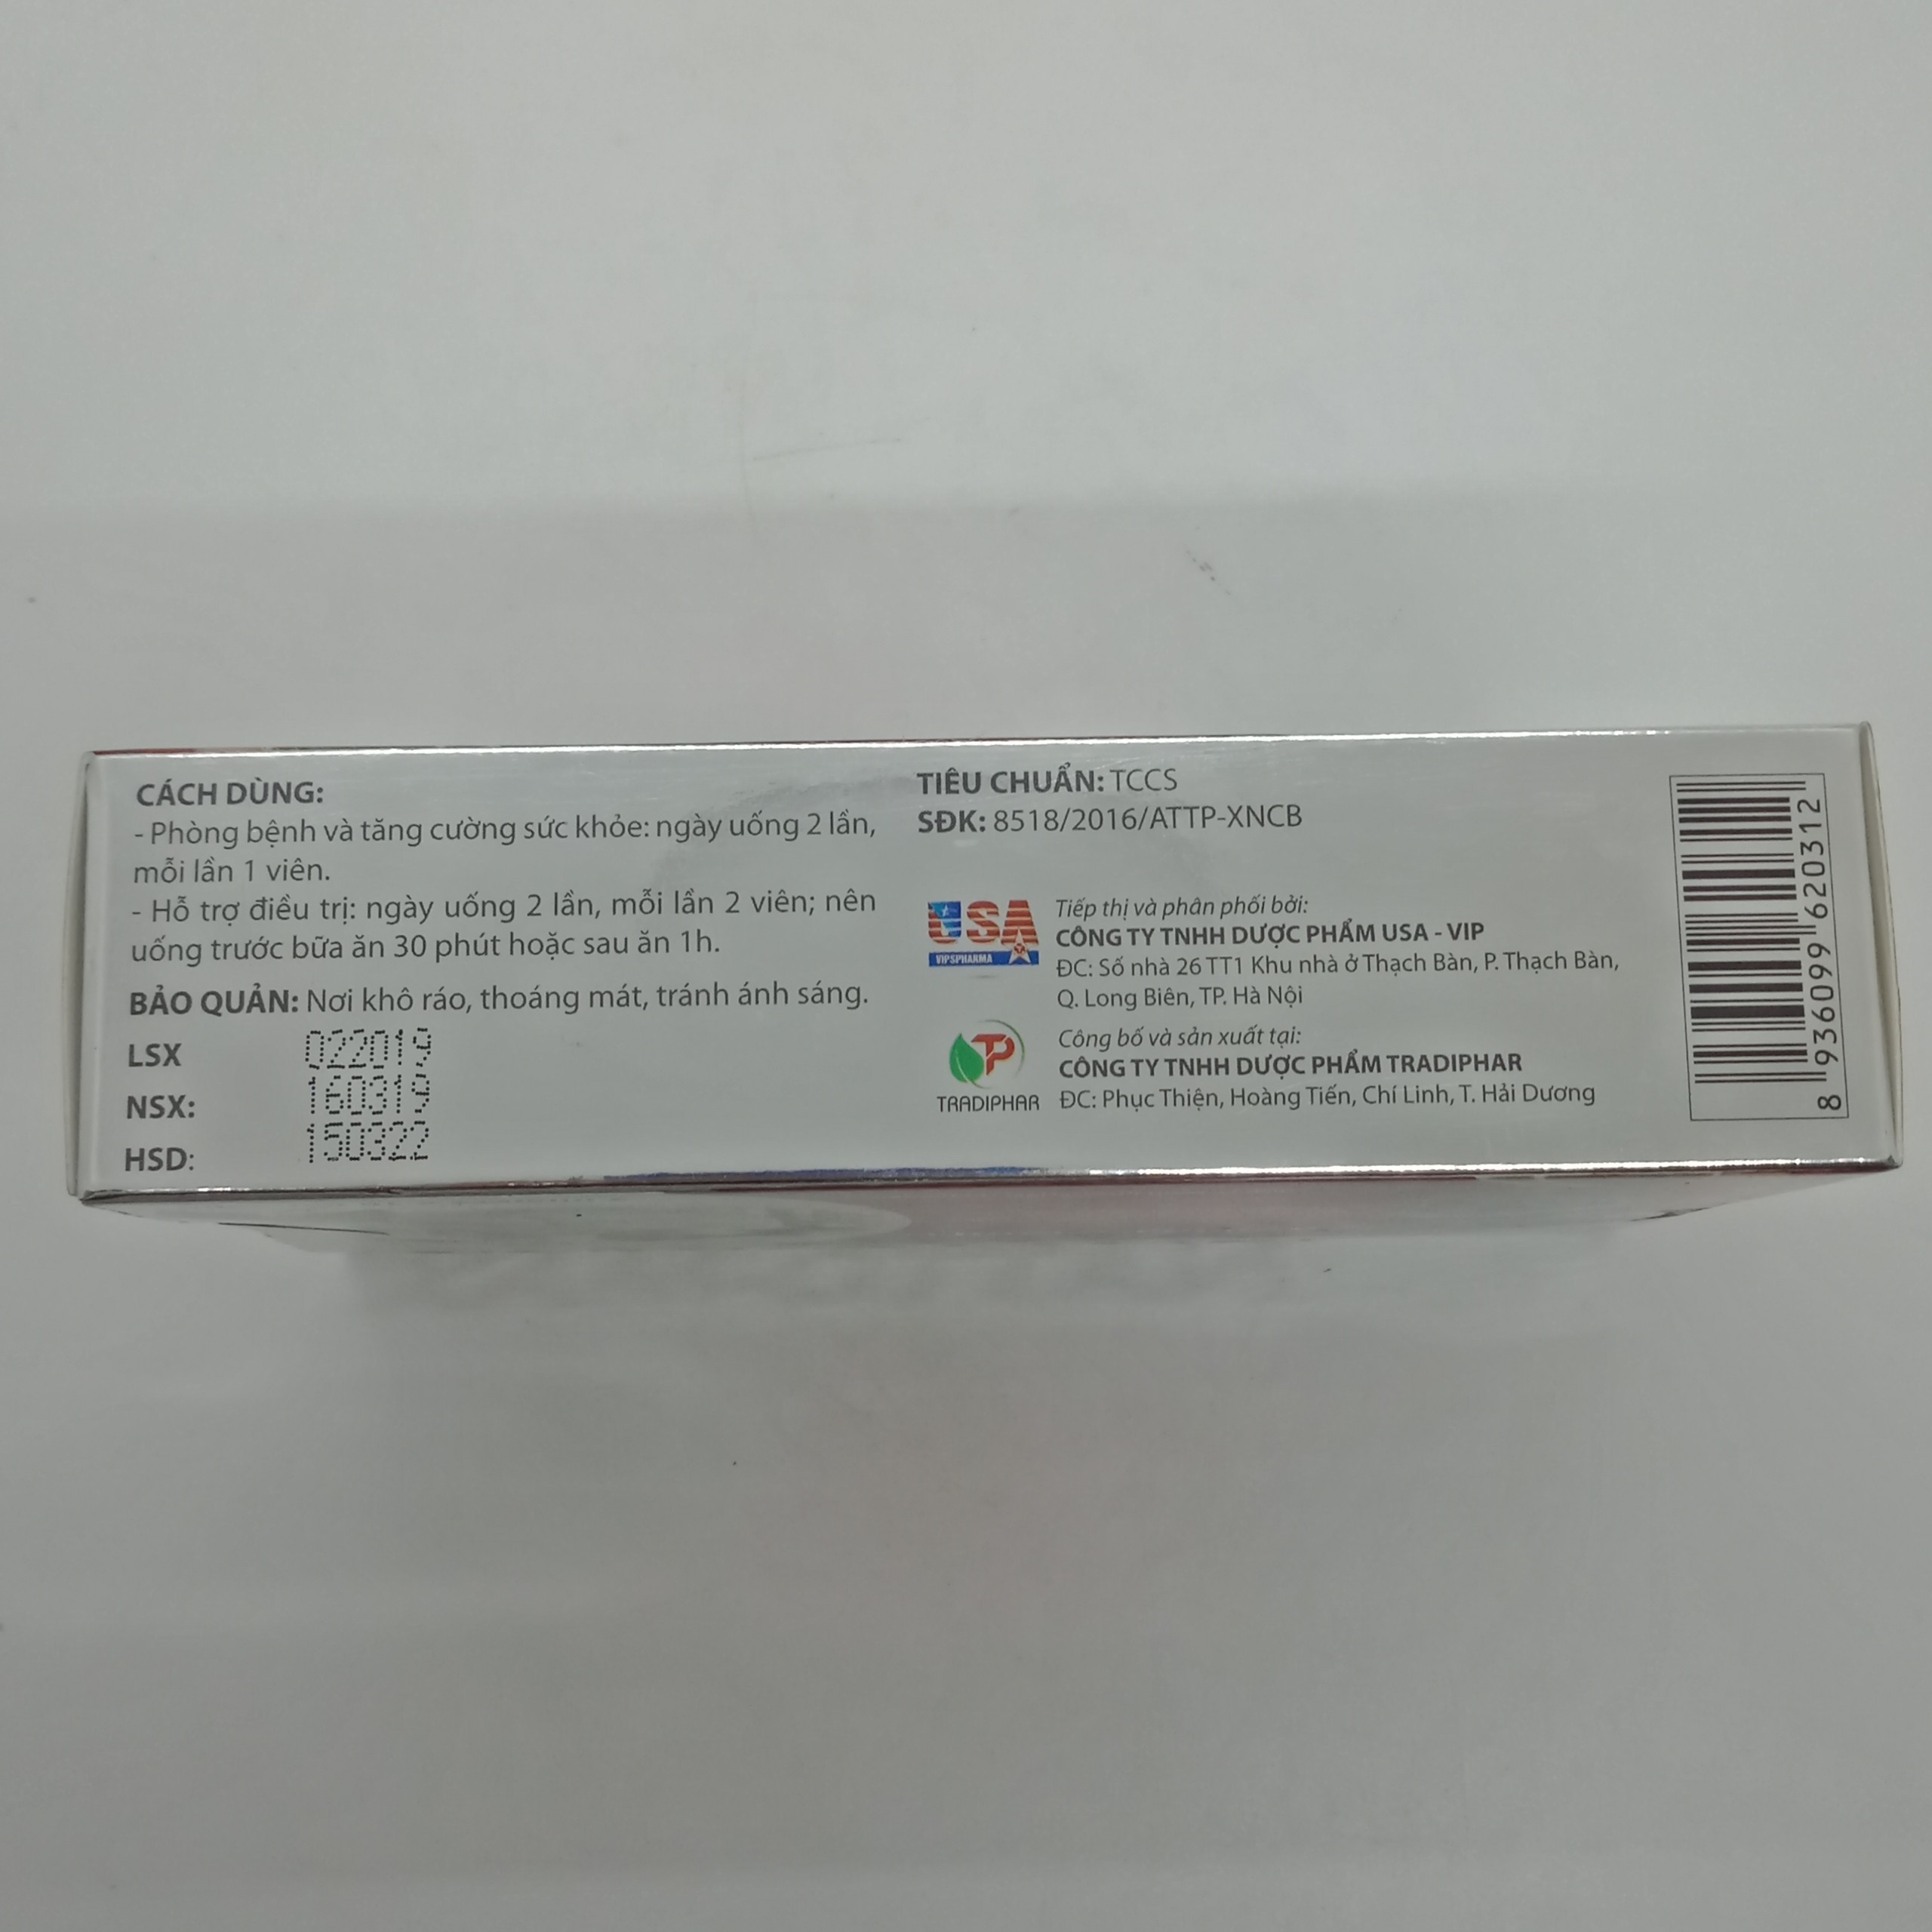 CÁCH DÙNG:
- Phòng bệnh và tăng cường sức khỏe: ngày uống 2 lần,
mỗi lần 1 viên.
- Hỗ trợ điều trị: ngày uống 2 lần, mỗi lần 2 viên; nên
uống trước bữa ăn 30 phút hoặc sau ăn 1h.
BẢO QUẢN: Nơi khô ráo, thoáng mát, tránh ánh sáng.
LSX 022019
NSX: 160319
HSD: 150322
TIÊU CHUẨN: TCCS
SĐK: 8518/2016/ATTP-XNCB
USA
VIPSPHARMA
Tiếp thị và phân phối bởi:
CÔNG TY TNHH DƯỢC PHẨM USA - VIP
ĐC: Số nhà 26 TT1 Khu nhà ở Thạch Bàn, P. Thạch Bàn,
Q. Long Biên, TP. Hà Nội
TP
TRADIPHAR
Công bố và sản xuất tại:
CÔNG TY TNHH DƯỢC PHẨM TRADIPHAR
ĐC: Phục Thiện, Hoàng Tiến, Chí Linh, T. Hải Dương
8 936099 620312